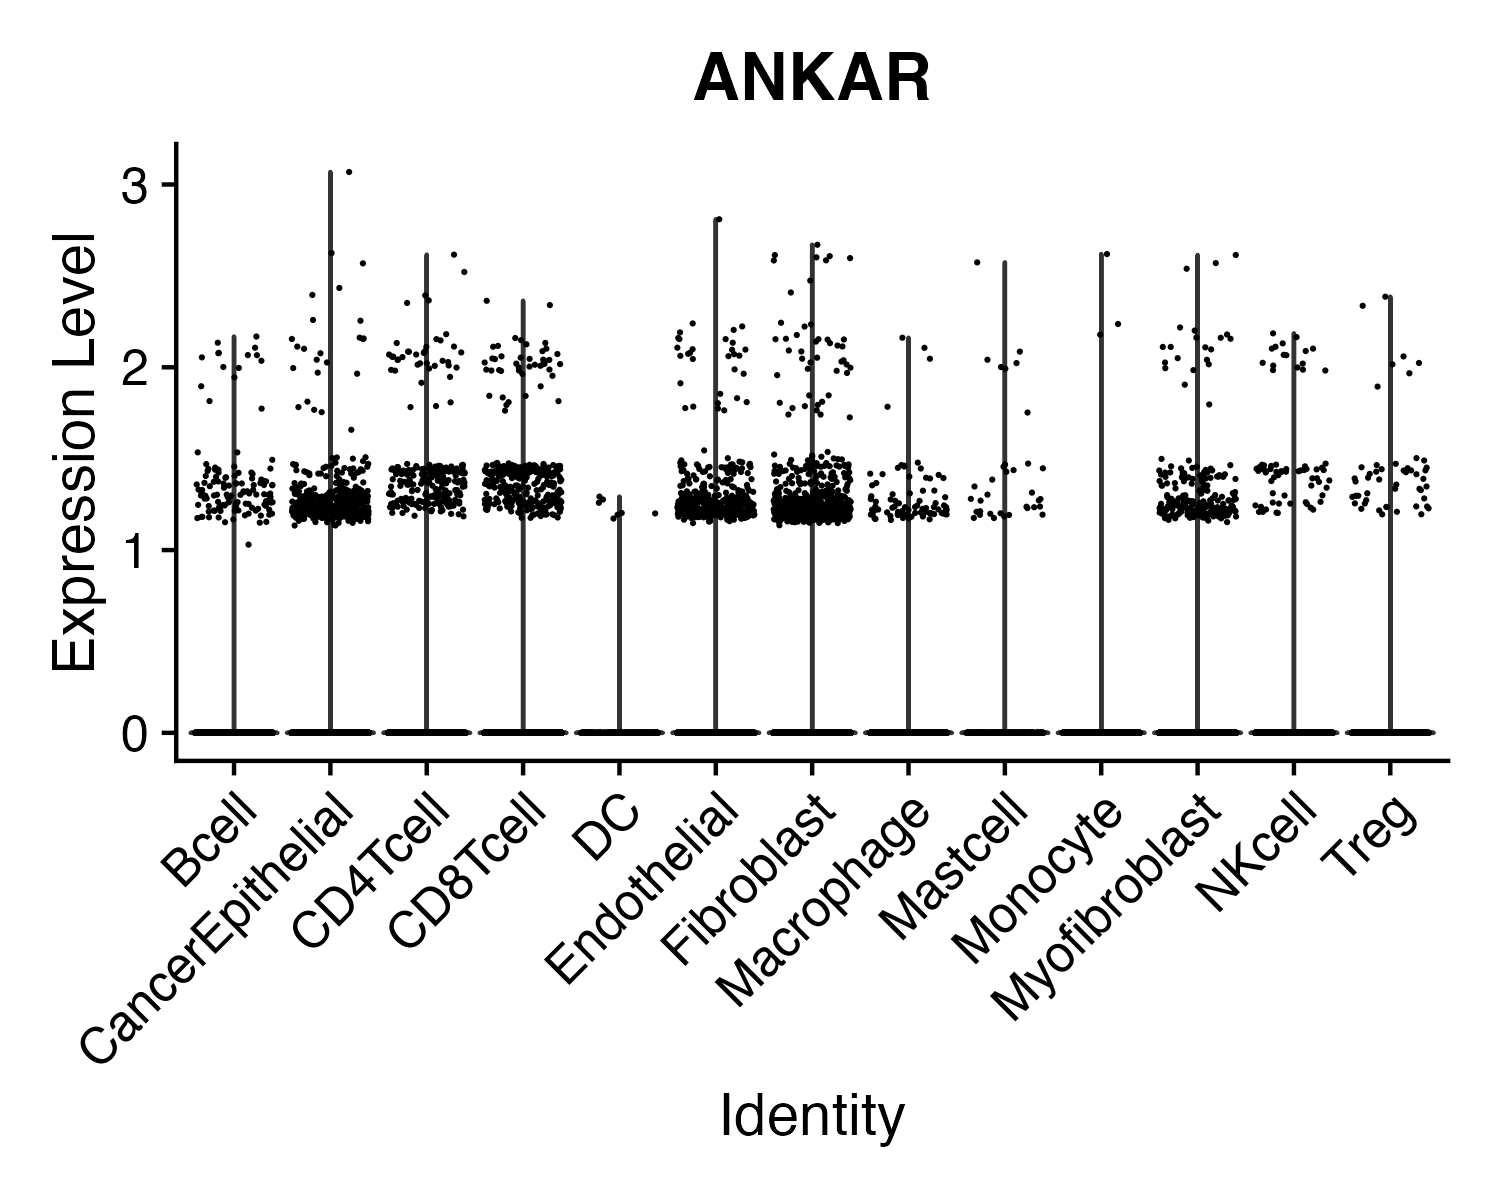 ANKAR
Expression Level
3
2
1
0
Bcell
CancerEpithelial
CD4Tcell
CD8Tcell
DC
Endothelial
Fibroblast
Macrophage
Mastcell
Monocyte
Myofibroblast
NKcell
Treg
Identity